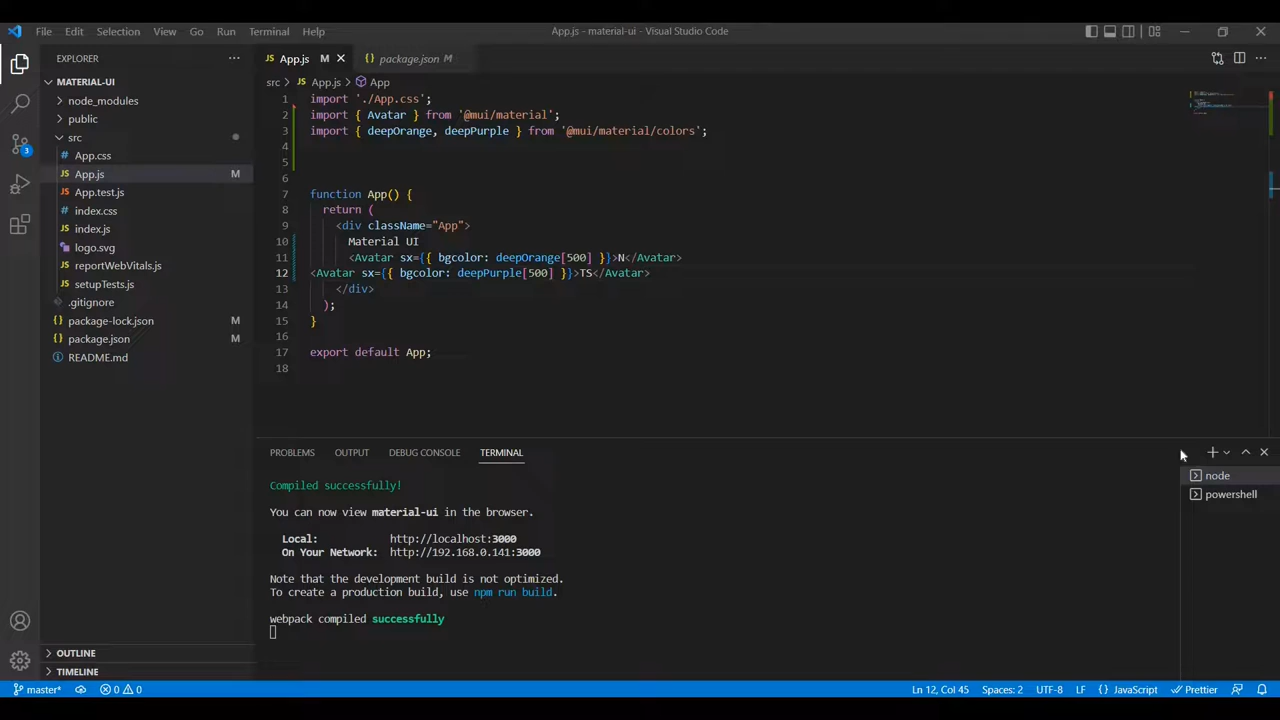 File Edit Selection View Go Run Terminal Help App.js - material-ui - Visual Studio Code
EXPLORER
MATERIAL-UI
node_modules
public
src
App.css
App.js M
App.test.js
index.css
index.js
logo.svg
reportWebVitals.js
setupTests.js
.gitignore
package-lock.json M
package.json M
README.md
OUTLINE
TIMELINE
3
App.js M package.json M
src > App.js > App
1 import './App.css';
2 import { Avatar } from '@mui/material';
3 import { deepOrange, deepPurple } from '@mui/material/colors';
4
5
6
7 function App() {
8 return (
9 <div className="App">
10 Material UI
11 <Avatar sx={{ bgcolor: deepOrange[500] }}>N</Avatar>
12 <Avatar sx={{ bgcolor: deepPurple[500] }}>TS</Avatar>
13 </div>
14 );
15 }
16
17 export default App;
18
PROBLEMS OUTPUT DEBUG CONSOLE TERMINAL
Compiled successfully!
You can now view material-ui in the browser.
Local: http://localhost:3000
On Your Network: http://192.168.0.141:3000
Note that the development build is not optimized.
To create a production build, use npm run build.
webpack compiled successfully
node
powershell
master* 0 0 Ln 12, Col 45 Spaces: 2 UTF-8 LF { } JavaScript Prettier